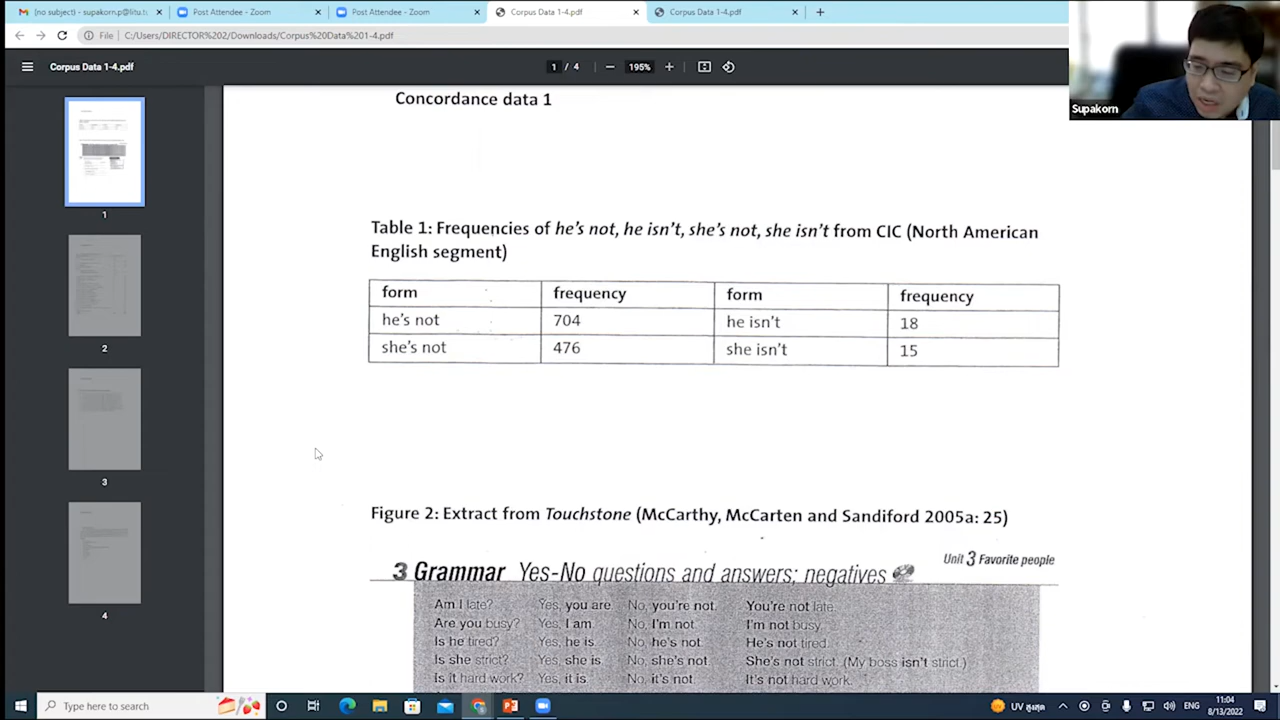 (no subject) - supakorn.p@litu.t
Post Attendee - Zoom
Post Attendee - Zoom
Corpus Data 1-4.pdf
Corpus Data 1-4.pdf
File
C:/Users/DIRECTOR%202/Downloads/Corpus%20Data%201-4.pdf
Corpus Data 1-4.pdf
1 / 4
195%
Supakorn
1
2
3
4
Concordance data 1
Table 1: Frequencies of he's not, he isn't, she's not, she isn't from CIC (North American
English segment)
form frequency form frequency
he's not 704 he isn't 18
she's not 476 she isn't 15
Figure 2: Extract from Touchstone (McCarthy, McCarten and Sandiford 2005a: 25)
Unit 3 Favorite people
3 Grammar Yes-No questions and answers; negatives
Am I late? Yes, you are. No, you're not. You're not late.
Are you busy? Yes, I am. No, I'm not. I'm not busy.
Is he tired? Yes, he is. No, he's not. He's not tired.
Is she strict? Yes, she is. No, she's not. She's not strict. (My boss isn't strict.)
Is it hard work? Yes, it is. No, it's not. It's not hard work.
Type here to search
UV สูงสุด
11:04
8/13/2022